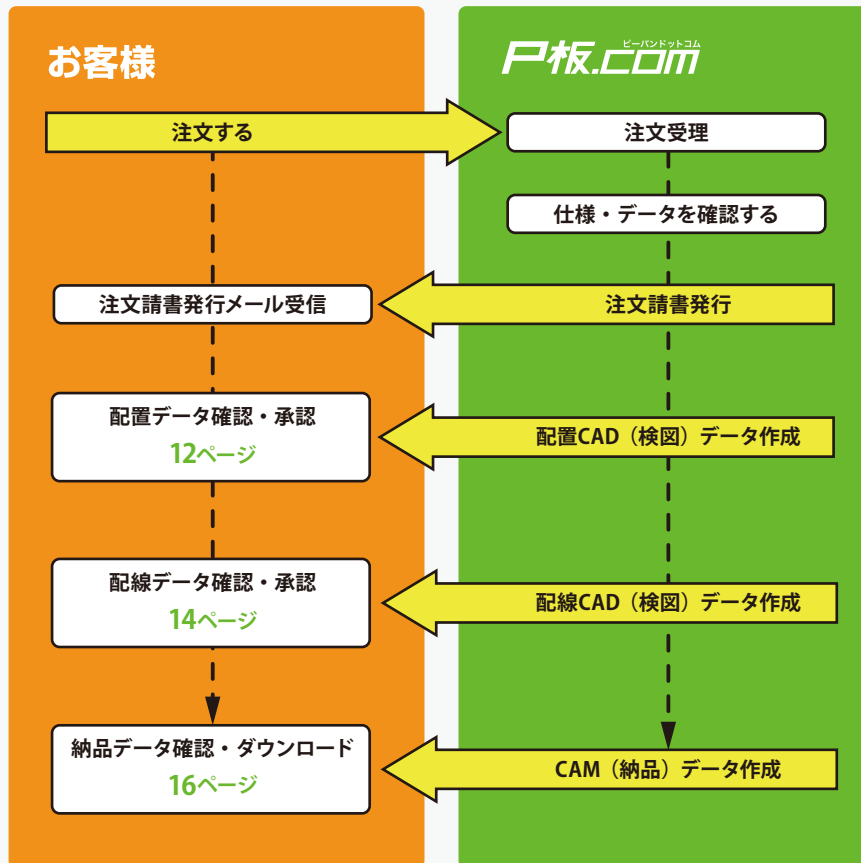 お客様
ピーバンドットコム
P板.com
注文する
注文受理
仕様・データを確認する
注文請書発行メール受信
注文請書発行
配置データ確認・承認
12ページ
配置CAD（検図）データ作成
配線データ確認・承認
14ページ
配線CAD（検図）データ作成
納品データ確認・ダウンロード
16ページ
CAM（納品）データ作成